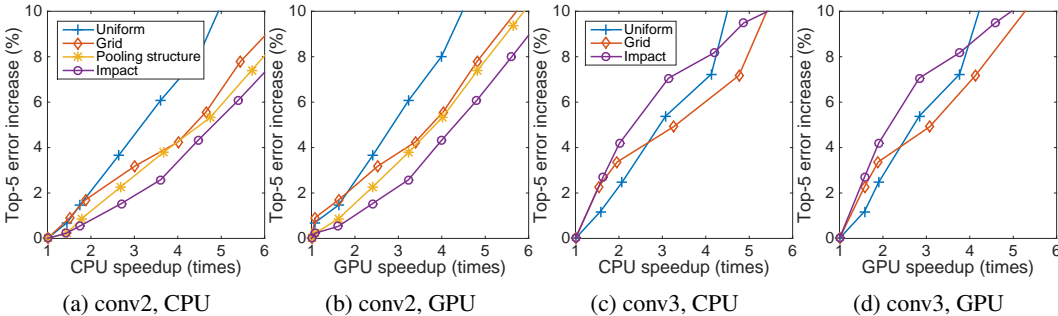 Top-5 error increase (%)
10
8
6
4
2
0
1
2
3
4
5
6
CPU speedup (times)
Uniform
Grid
Pooling structure
Impact
(a) conv2, CPU
Top-5 error increase (%)
10
8
6
4
2
0
1
2
3
4
5
6
GPU speedup (times)
(b) conv2, GPU
Top-5 error increase (%)
10
8
6
4
2
0
1
2
3
4
5
6
CPU speedup (times)
Uniform
Grid
Impact
(c) conv3, CPU
Top-5 error increase (%)
10
8
6
4
2
0
1
2
3
4
5
6
GPU speedup (times)
Uniform
Grid
Impact
(d) conv3, GPU